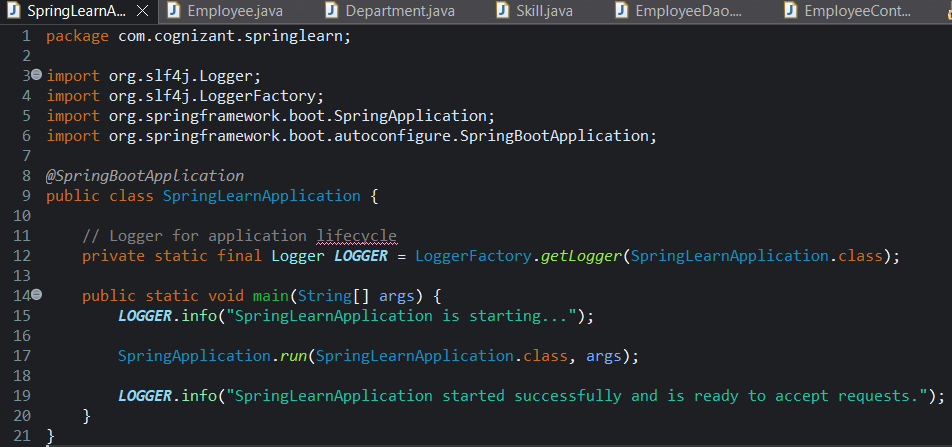 SpringLearnA... Employee.java Department.java Skill.java EmployeeDao.... EmployeeCont...
1 package com.cognizant.springlearn;
2
3 import org.slf4j.Logger;
4 import org.slf4j.LoggerFactory;
5 import org.springframework.boot.SpringApplication;
6 import org.springframework.boot.autoconfigure.SpringBootApplication;
7
8 @SpringBootApplication
9 public class SpringLearnApplication {
10
11     // Logger for application lifecycle
12     private static final Logger LOGGER = LoggerFactory.getLogger(SpringLearnApplication.class);
13
14     public static void main(String[] args) {
15         LOGGER.info("SpringLearnApplication is starting...");
16
17         SpringApplication.run(SpringLearnApplication.class, args);
18
19         LOGGER.info("SpringLearnApplication started successfully and is ready to accept requests.");
20     }
21 }